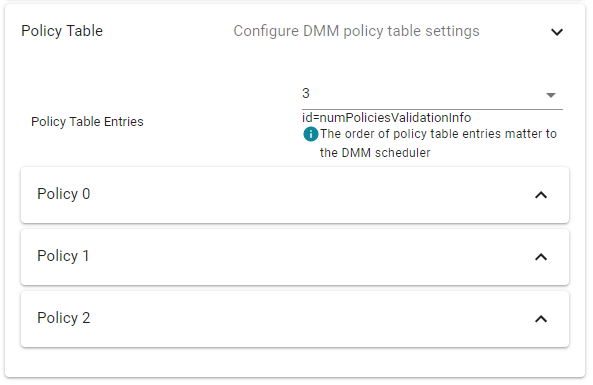 Policy Table
Configure DMM policy table settings
3
id=numPoliciesValidationInfo
Policy Table Entries
The order of policy table entries matter to
the DMM scheduler
Policy 0
Policy 1
Policy 2